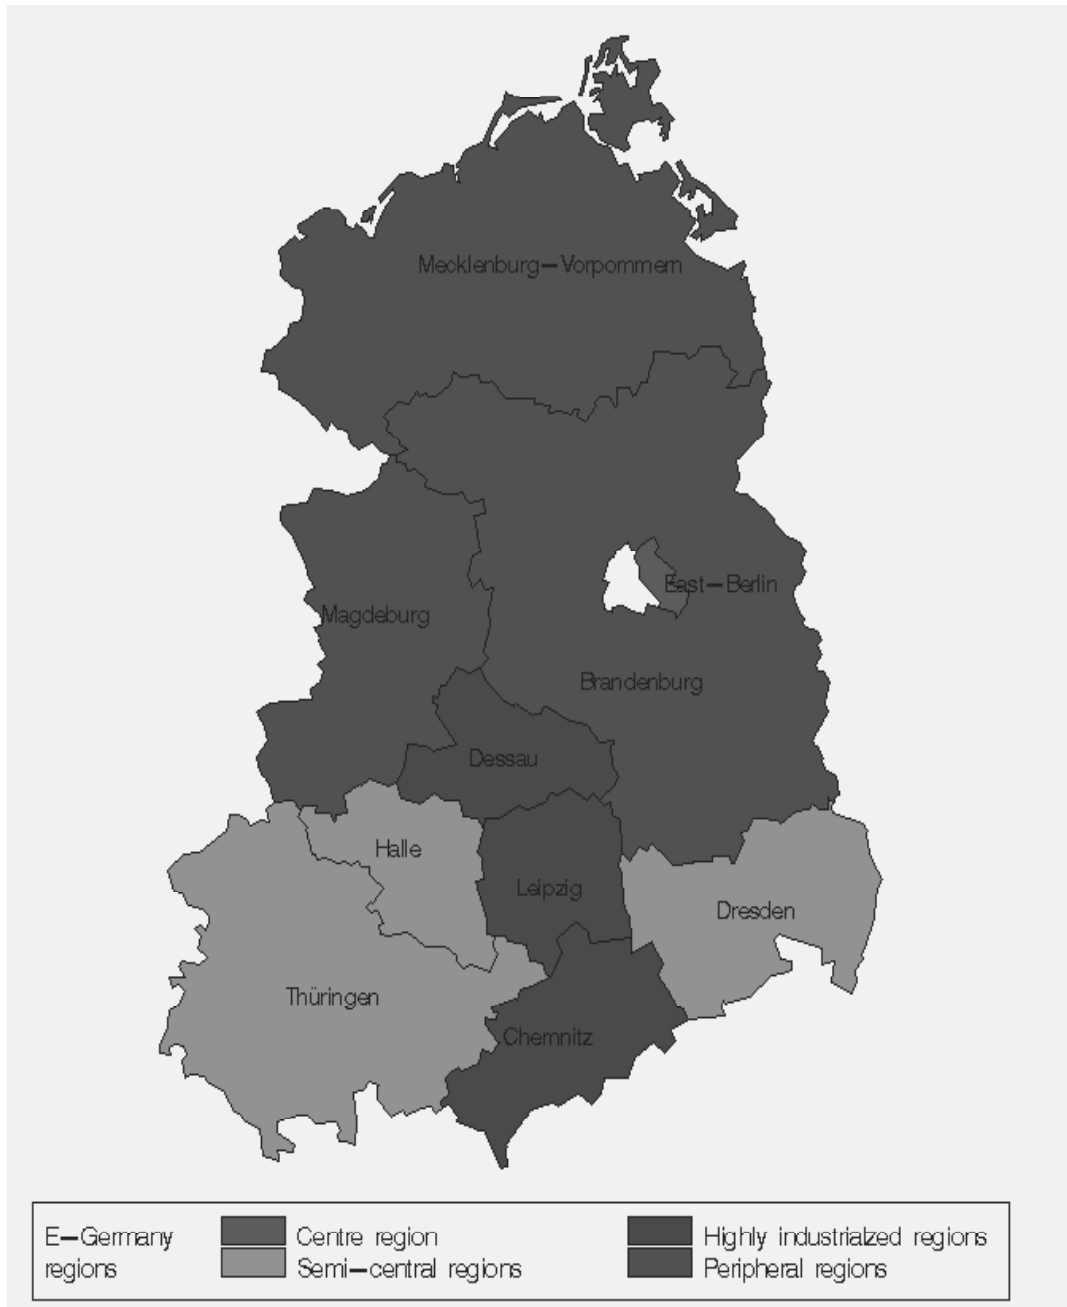 Mecklenburg-Vorpommern
East-Berlin
Magdeburg
Brandenburg
Dessau
Halle
Leipzig
Dresden
Thüringen
Chemnitz
E-Germany
regions
Centre region
Semi-central regions
Highly industrialzed regions
Peripheral regions